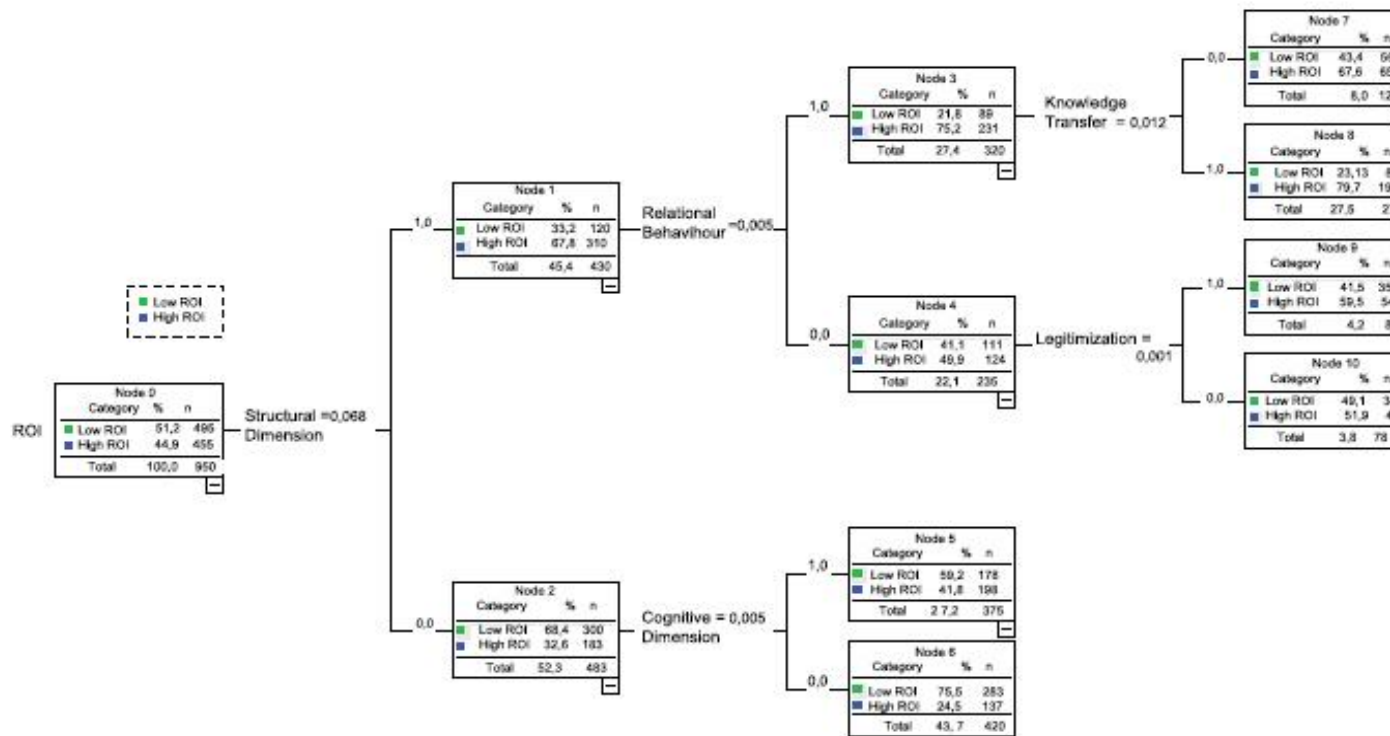 ROI
Low ROI
High ROI
Node 0
Category % n
Low ROI 51,2 495
High ROI 44,9 455
Total 100,0 950
Structural =0,068
Dimension
1,0
0,0
Node 1
Category % n
Low ROI 33,2 120
High ROI 67,8 310
Total 45,4 430
Relational
Behavihour =0,005
Node 2
Category % n
Low ROI 68,4 300
High ROI 32,6 183
Total 52,3 483
Cognitive = 0,005
Dimension
1,0
0,0
1,0
0,0
Node 3
Category % n
Low ROI 21,8 89
High ROI 75,2 231
Total 27,4 320
Knowledge
Transfer = 0,012
Node 4
Category % n
Low ROI 41,1 111
High ROI 49,9 124
Total 22,1 235
Legitimization =
0,001
Node 5
Category % n
Low ROI 59,2 178
High ROI 41,8 198
Total 2 7,2 375
Node 6
Category % n
Low ROI 75,5 283
High ROI 24,5 137
Total 43, 7 420
0,0
1,0
1,0
0,0
Node 7
Category %
Low ROI 43,4
High ROI 67,6
Total 12
Node 8
Category %
Low ROI 23,13
High ROI 79,7 19
Total 27,5
Node 9
Category %
Low ROI 41,5 35
High ROI 59,5
Total 4,2
Node 10
Category %
Low ROI 49,1
High ROI 51,9
Total 3,8 78